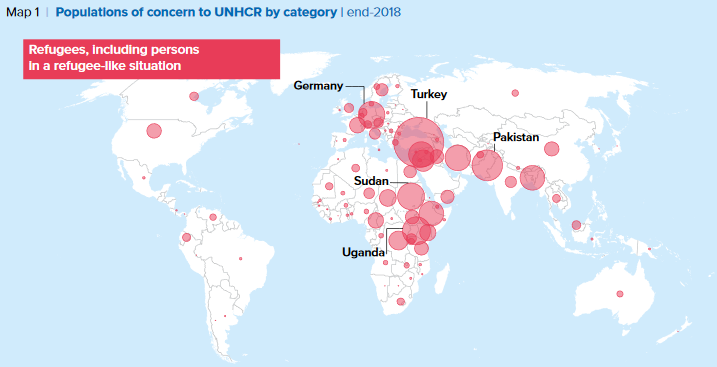 Map 1 | Populations of concern to UNHCR by category | end-2018
Refugees, including persons
in a refugee-like situation
Germany
Turkey
Pakistan
Sudan
Uganda